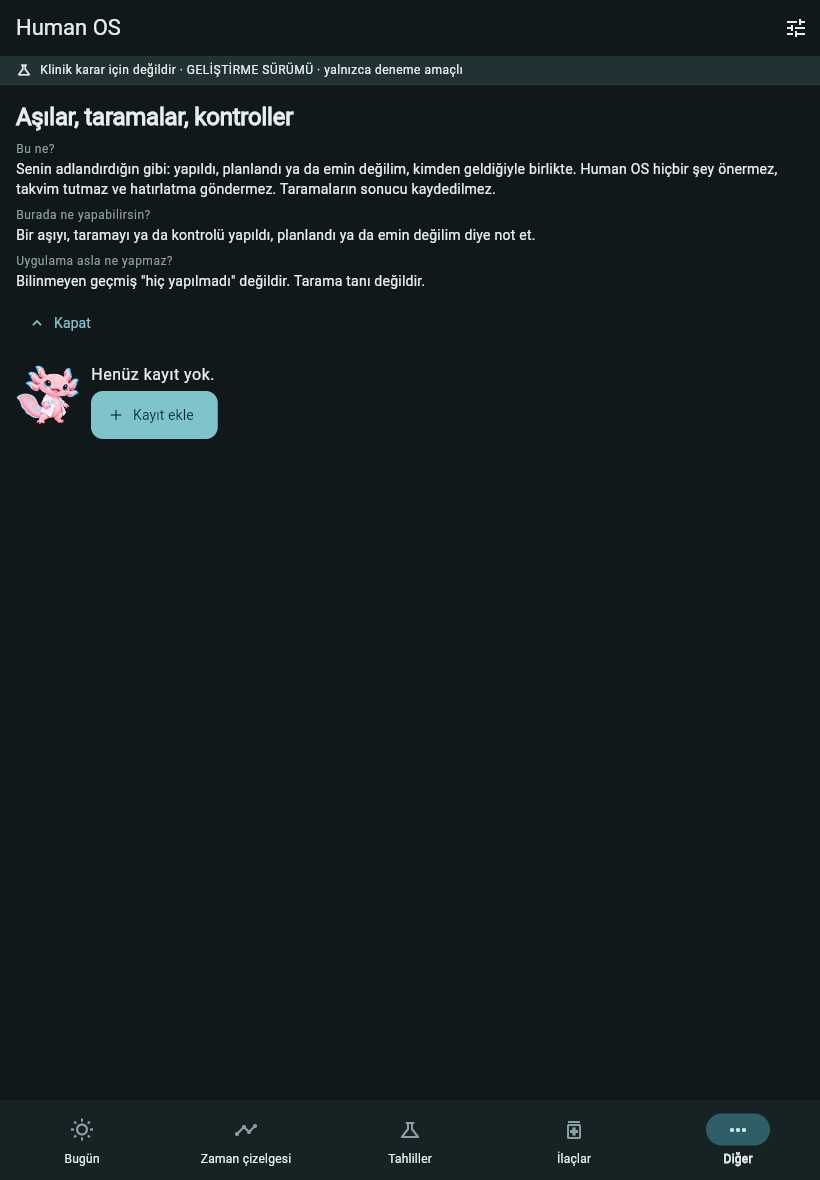 Human OS
Klinik karar için değildir · GELİŞTİRME SÜRÜMÜ · yalnızca deneme amaçlı
Aşılar, taramalar, kontroller
Bu ne?
Senin adlandırdığın gibi: yapıldı, planlandı ya da emin değilim, kimden geldiğiyle birlikte. Human OS hiçbir şey önermez,
takvim tutmaz ve hatırlatma göndermez. Taramaların sonucu kaydedilmez.
Burada ne yapabilirsin?
Bir aşıyı, taramayı ya da kontrolü yapıldı, planlandı ya da emin değilim diye not et.
Uygulama asla ne yapmaz?
Bilinmeyen geçmiş "hiç yapılmadı" değildir. Tarama tanı değildir.
Kapat
Henüz kayıt yok.
Kayıt ekle
Bugün
Zaman çizelgesi
Tahliller
İlaçlar
Diğer